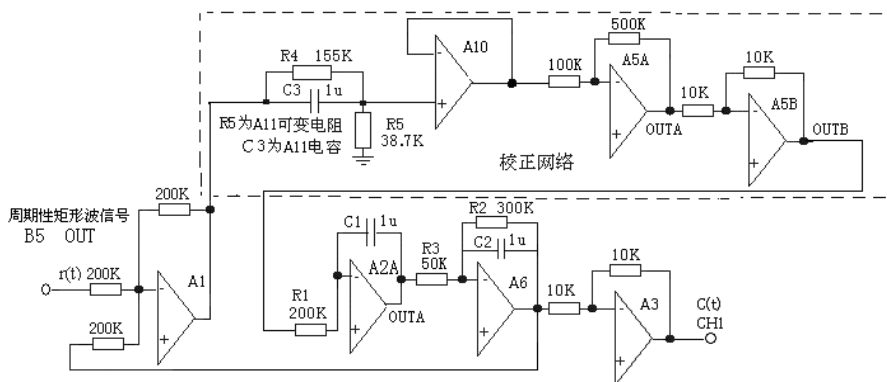 A10
R4 155K
C3 1u
R5为A11可变电阻
C3为A11电容
R5
38.7K
500K
100K
A5A
OUTA
10K
10K
A5B
OUTB
校正网络
周期性矩形波信号
B5 OUT
r(t) 200K
200K
200K
A1
C1 1u
A2A
R1
200K
OUTA
R3
50K
R2 300K
C2 1u
A6
10K
10K
A3
C(t)
CH1